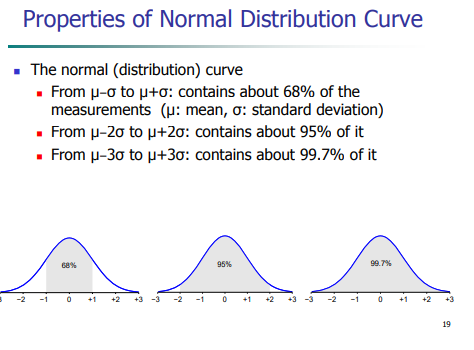 Properties of Normal Distribution Curve
The normal (distribution) curve
From μ–σ to μ+σ: contains about 68% of the
measurements (μ: mean, σ: standard deviation)
From μ–2σ to μ+2σ: contains about 95% of it
From μ–3σ to μ+3σ: contains about 99.7% of it
68%
95%
99.7%
3 −2 −1 0 +1 +2 +3
−3 −2 −1 0 +1 +2 +3
−3 −2 −1 0 +1 +2 +3
19